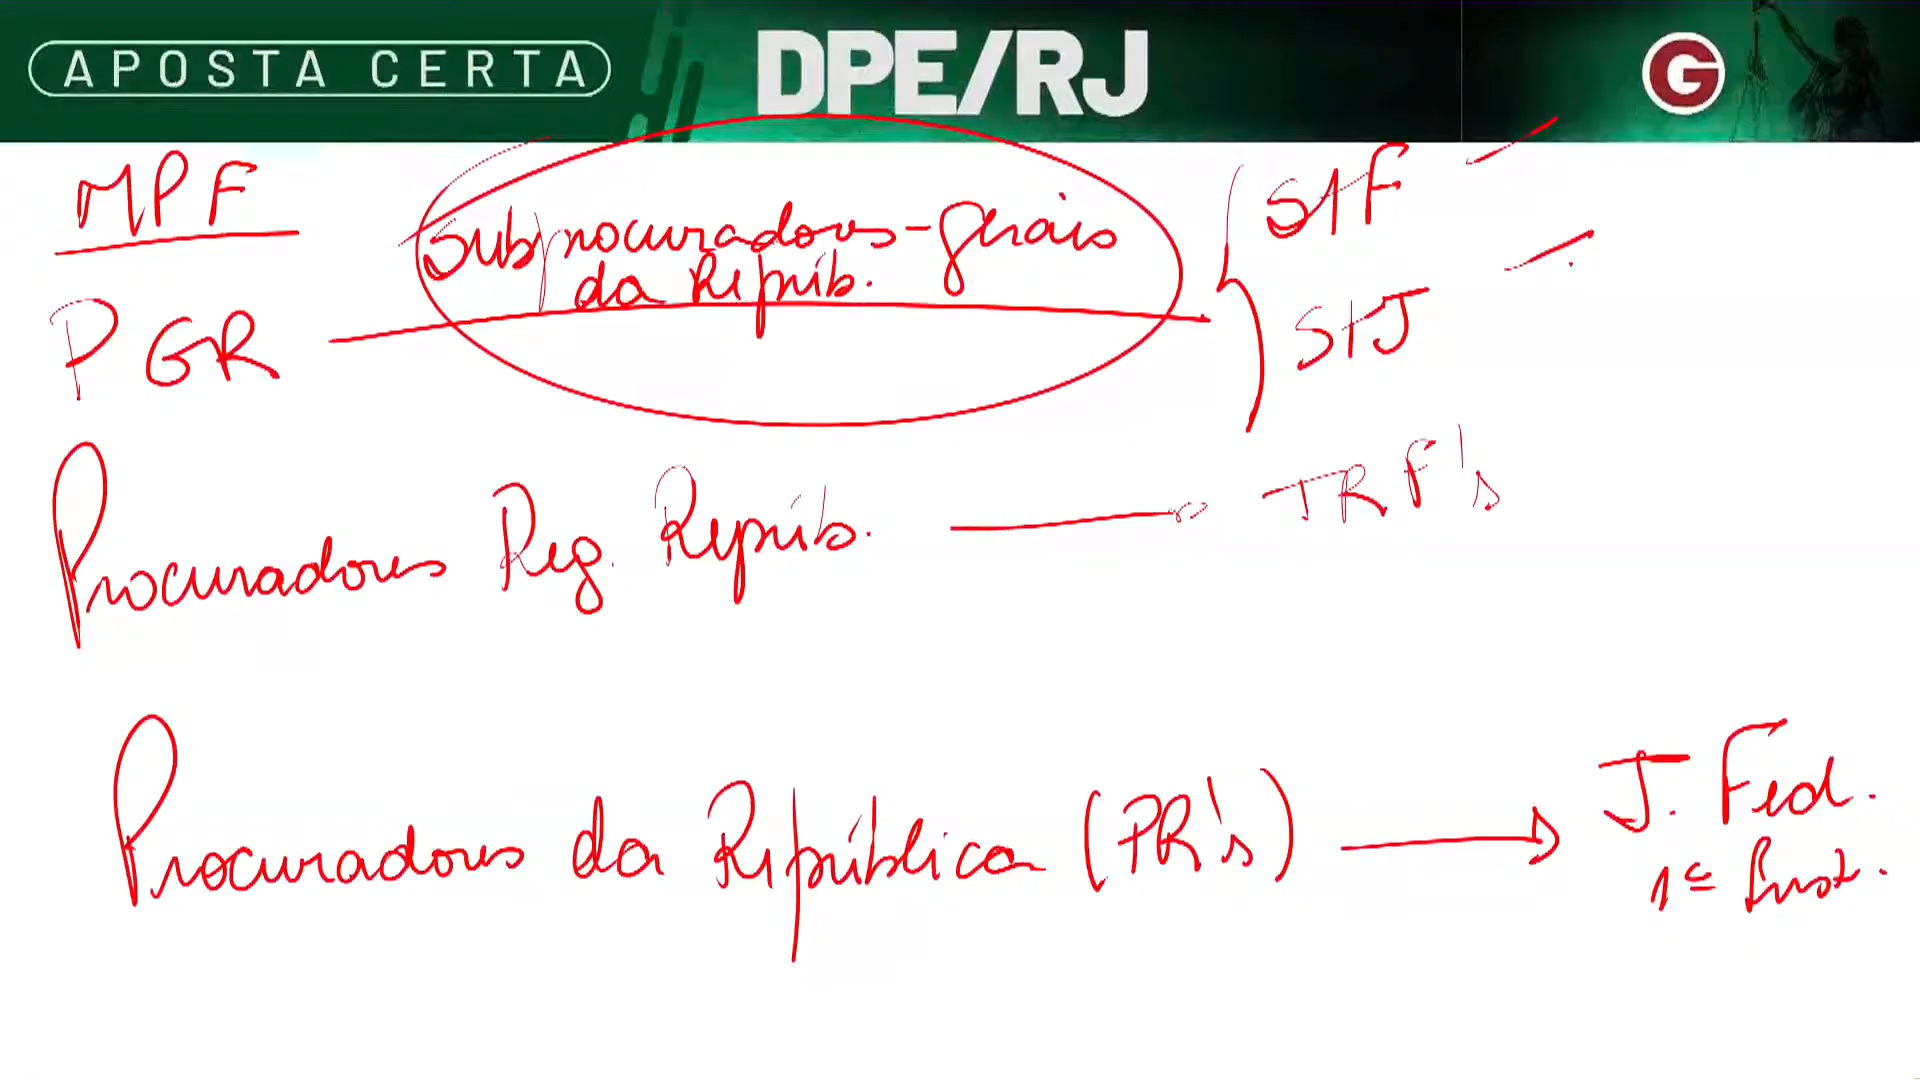 APOSTA CERTA
DPE/RJ
G
MPF
Subprocuradores-gerais
da Repúb.
STF
PGR
STJ
Procuradores Reg. Repúb.
TRF's
Procuradores da República (PR's)
J. Fed.
1ª Inst.